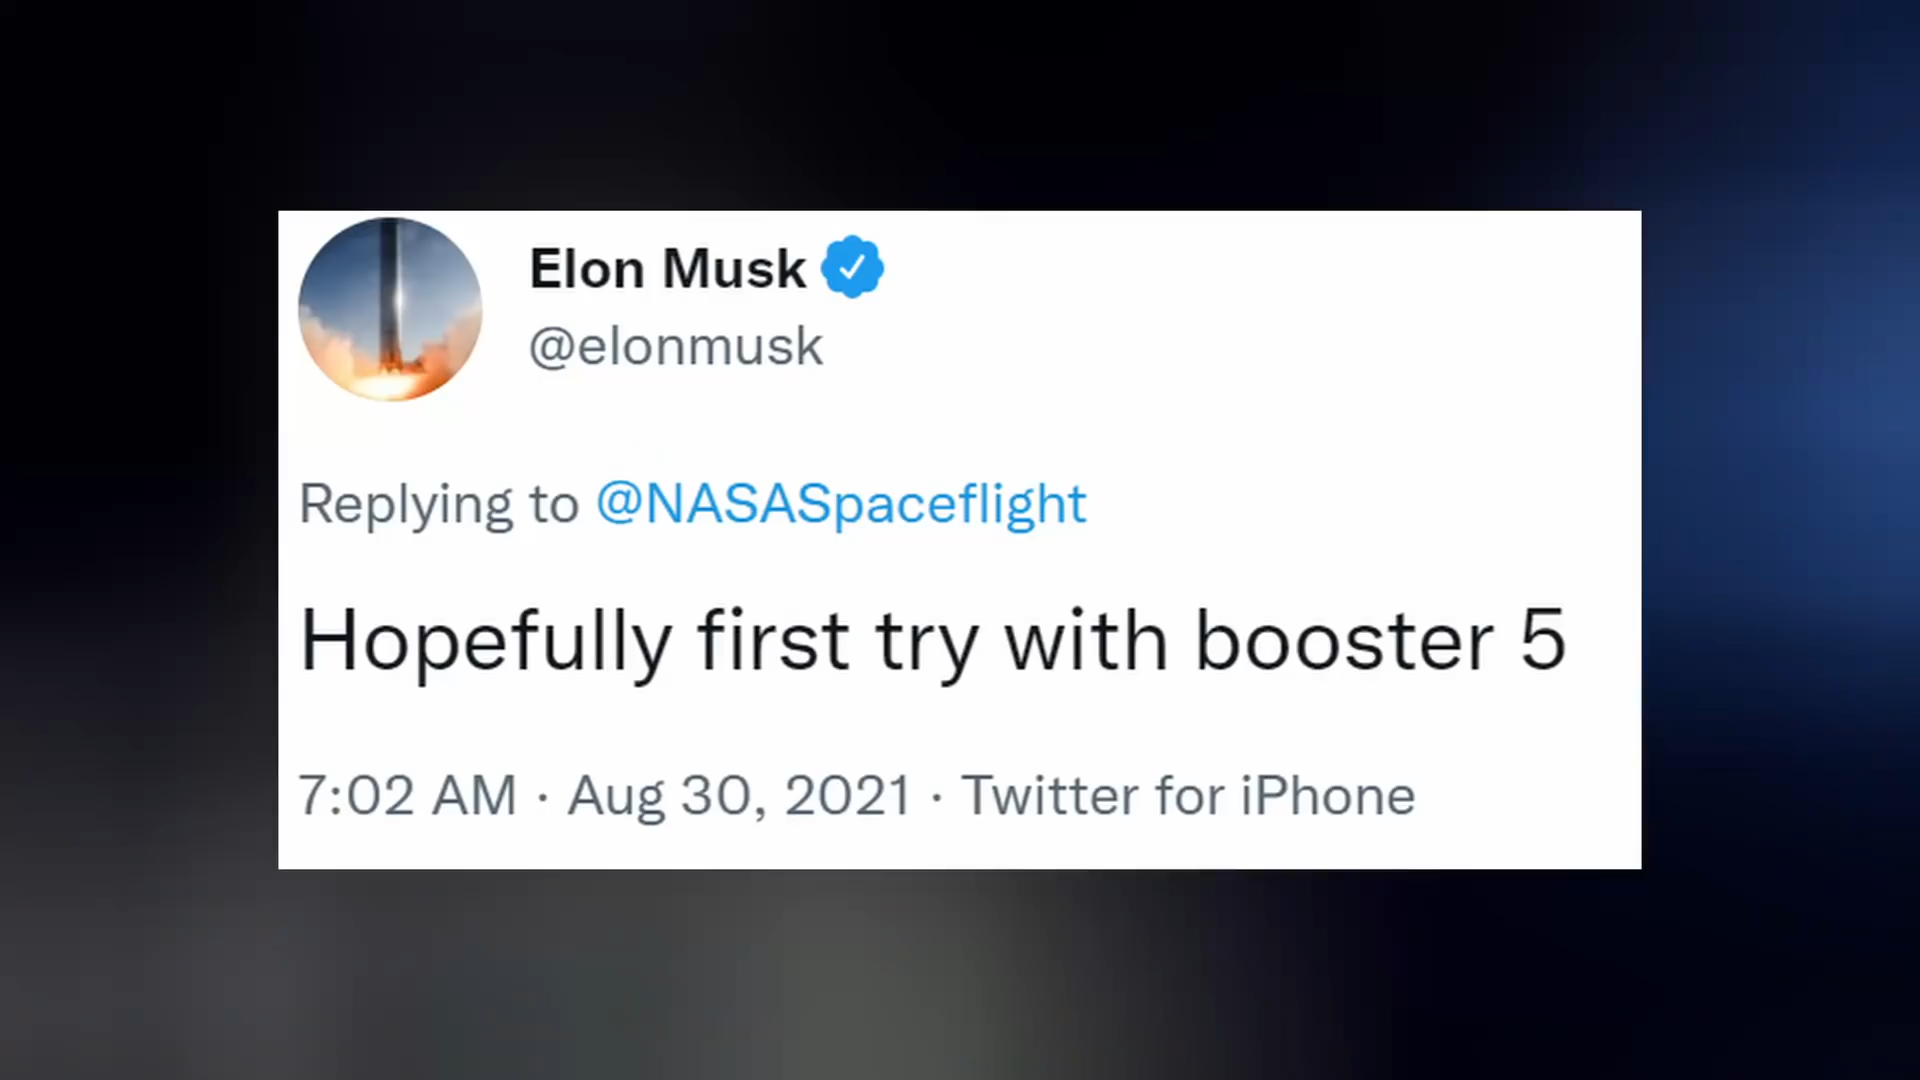 Elon Musk
@elonmusk
Replying to @NASASpaceflight
Hopefully first try with booster 5
7:02 AM · Aug 30, 2021 · Twitter for iPhone